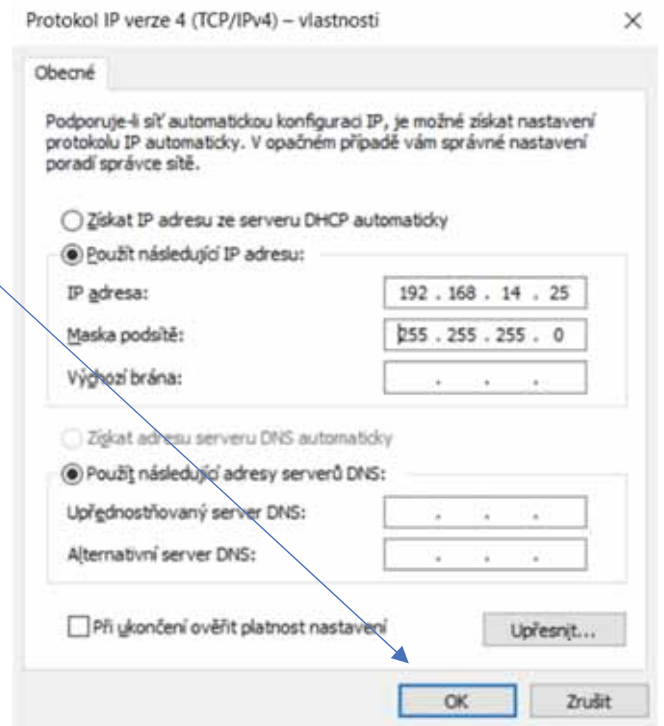 Protokol IP verze 4 (TCP/IPv4) – vlastnosti
Obecné
Podporuje-li síť automatickou konfiguraci IP, je možné získat nastavení
protokolu IP automaticky. V opačném případě vám správné nastavení
poradí správce sítě.
Získat IP adresu ze serveru DHCP automaticky
Použít následující IP adresu:
IP adresa: 192 . 168 . 14 . 25
Maska podsítě: 255 . 255 . 255 . 0
Výchozí brána: . . .
Získat adresu serveru DNS automaticky
Použít následující adresy serverů DNS:
Upřednostňovaný server DNS: . . .
Alternativní server DNS: . . .
Při ukončení ověřit platnost nastavení
Upřesnit...
OK Zrušit